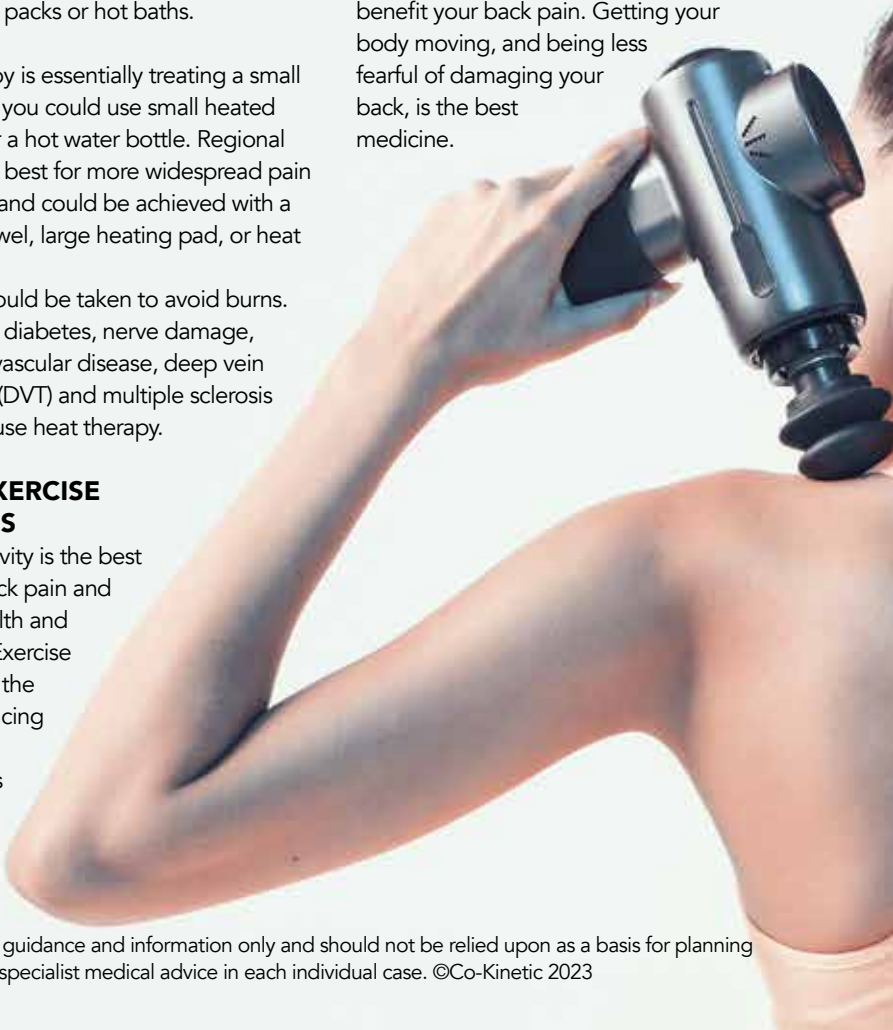 packs or hot baths.
y is essentially treating a small
you could use small heated
a hot water bottle. Regional
best for more widespread pain
and could be achieved with a
wel, large heating pad, or heat
ould be taken to avoid burns.
diabetes, nerve damage,
vascular disease, deep vein
(DVT) and multiple sclerosis
use heat therapy.
XERCISE
S
vity is the best
ck pain and
lth and
Exercise
the
cing
s
benefit your back pain. Getting your
body moving, and being less
fearful of damaging your
back, is the best
medicine.
guidance and information only and should not be relied upon as a basis for planning
specialist medical advice in each individual case. ©Co-Kinetic 2023